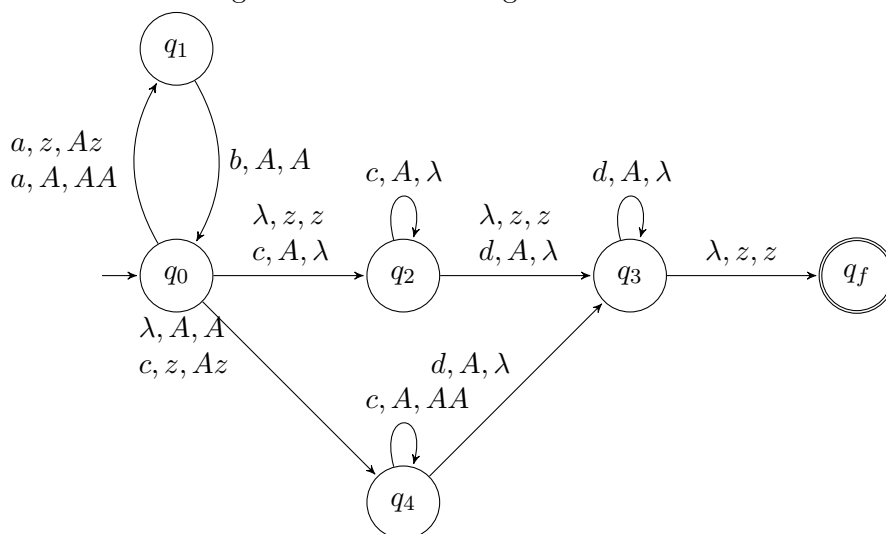 q1
a, z, Az
a, A, AA
b, A, A
c, A, λ
d, A, λ
λ, z, z
c, A, λ
λ, z, z
d, A, λ
λ, z, z
q0
q2
q3
qf
λ, A, A
c, z, Az
d, A, λ
c, A, AA
q4